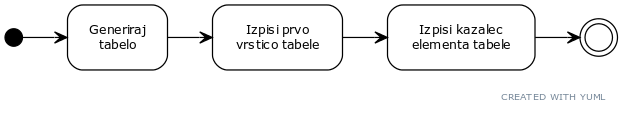 Generiraj
tabelo
Izpisi prvo
vrstico tabele
Izpisi kazalec
elementa tabele
CREATED WITH YUML